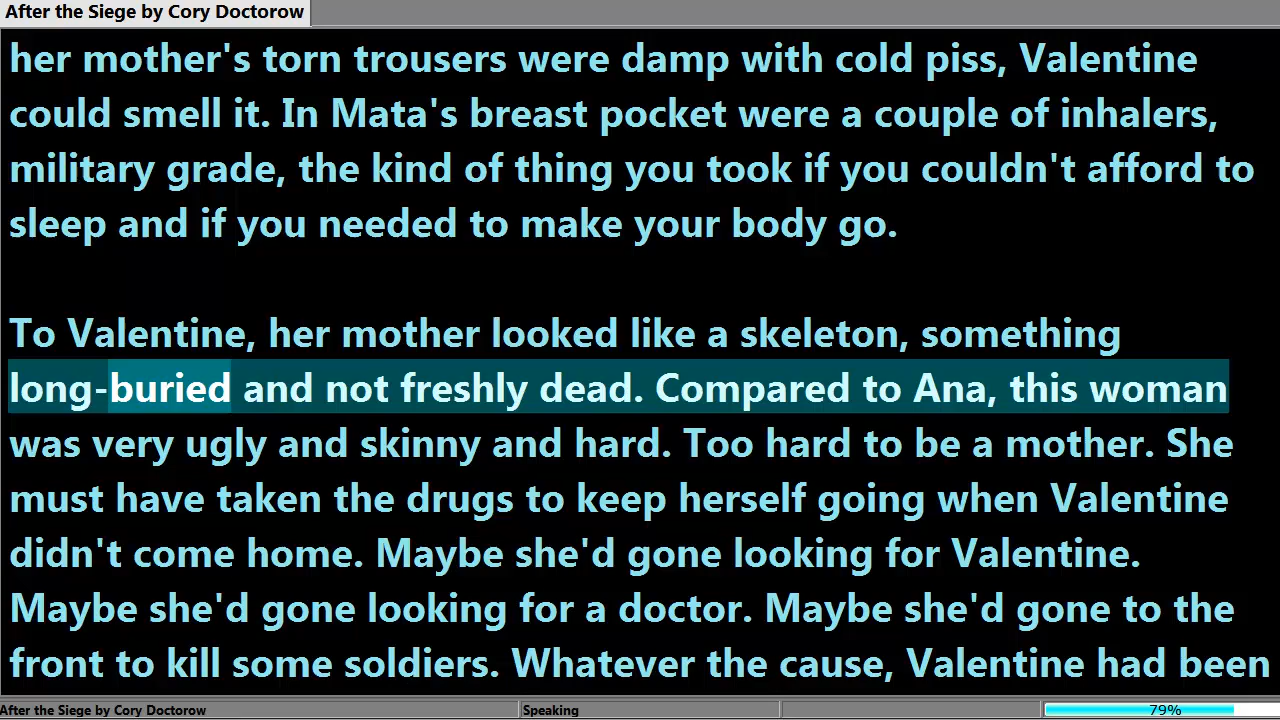 After the Siege by Cory Doctorow
her mother's torn trousers were damp with cold piss, Valentine
could smell it. In Mata's breast pocket were a couple of inhalers,
military grade, the kind of thing you took if you couldn't afford to
sleep and if you needed to make your body go.
To Valentine, her mother looked like a skeleton, something
long-buried and not freshly dead. Compared to Ana, this woman
was very ugly and skinny and hard. Too hard to be a mother. She
must have taken the drugs to keep herself going when Valentine
didn't come home. Maybe she'd gone looking for Valentine.
Maybe she'd gone looking for a doctor. Maybe she'd gone to the
front to kill some soldiers. Whatever the cause, Valentine had been
After the Siege by Cory Doctorow
Speaking
79%